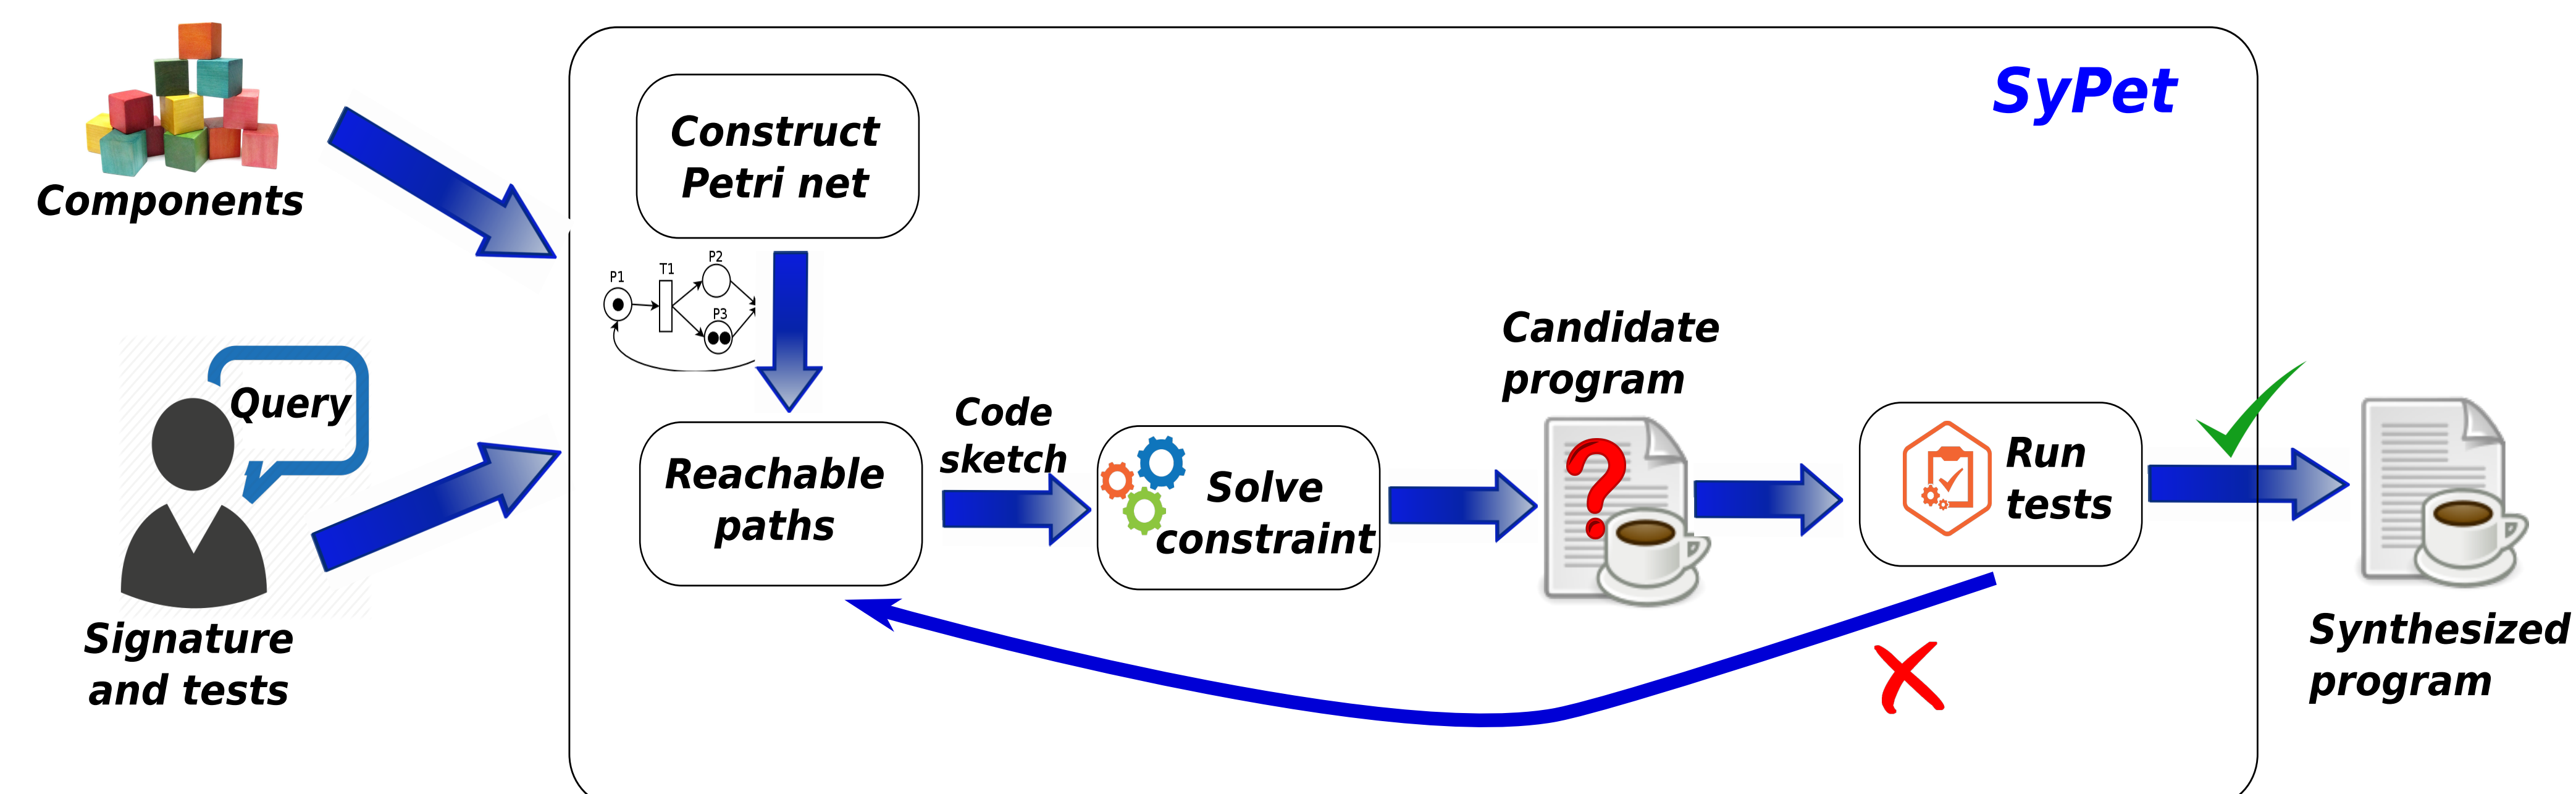 Components
Query
Signature
and tests
SyPet
Construct
Petri net
P1
T1
P2
P3
Reachable
paths
Code
sketch
Solve
constraint
Candidate
program
Run
tests
Synthesized
program